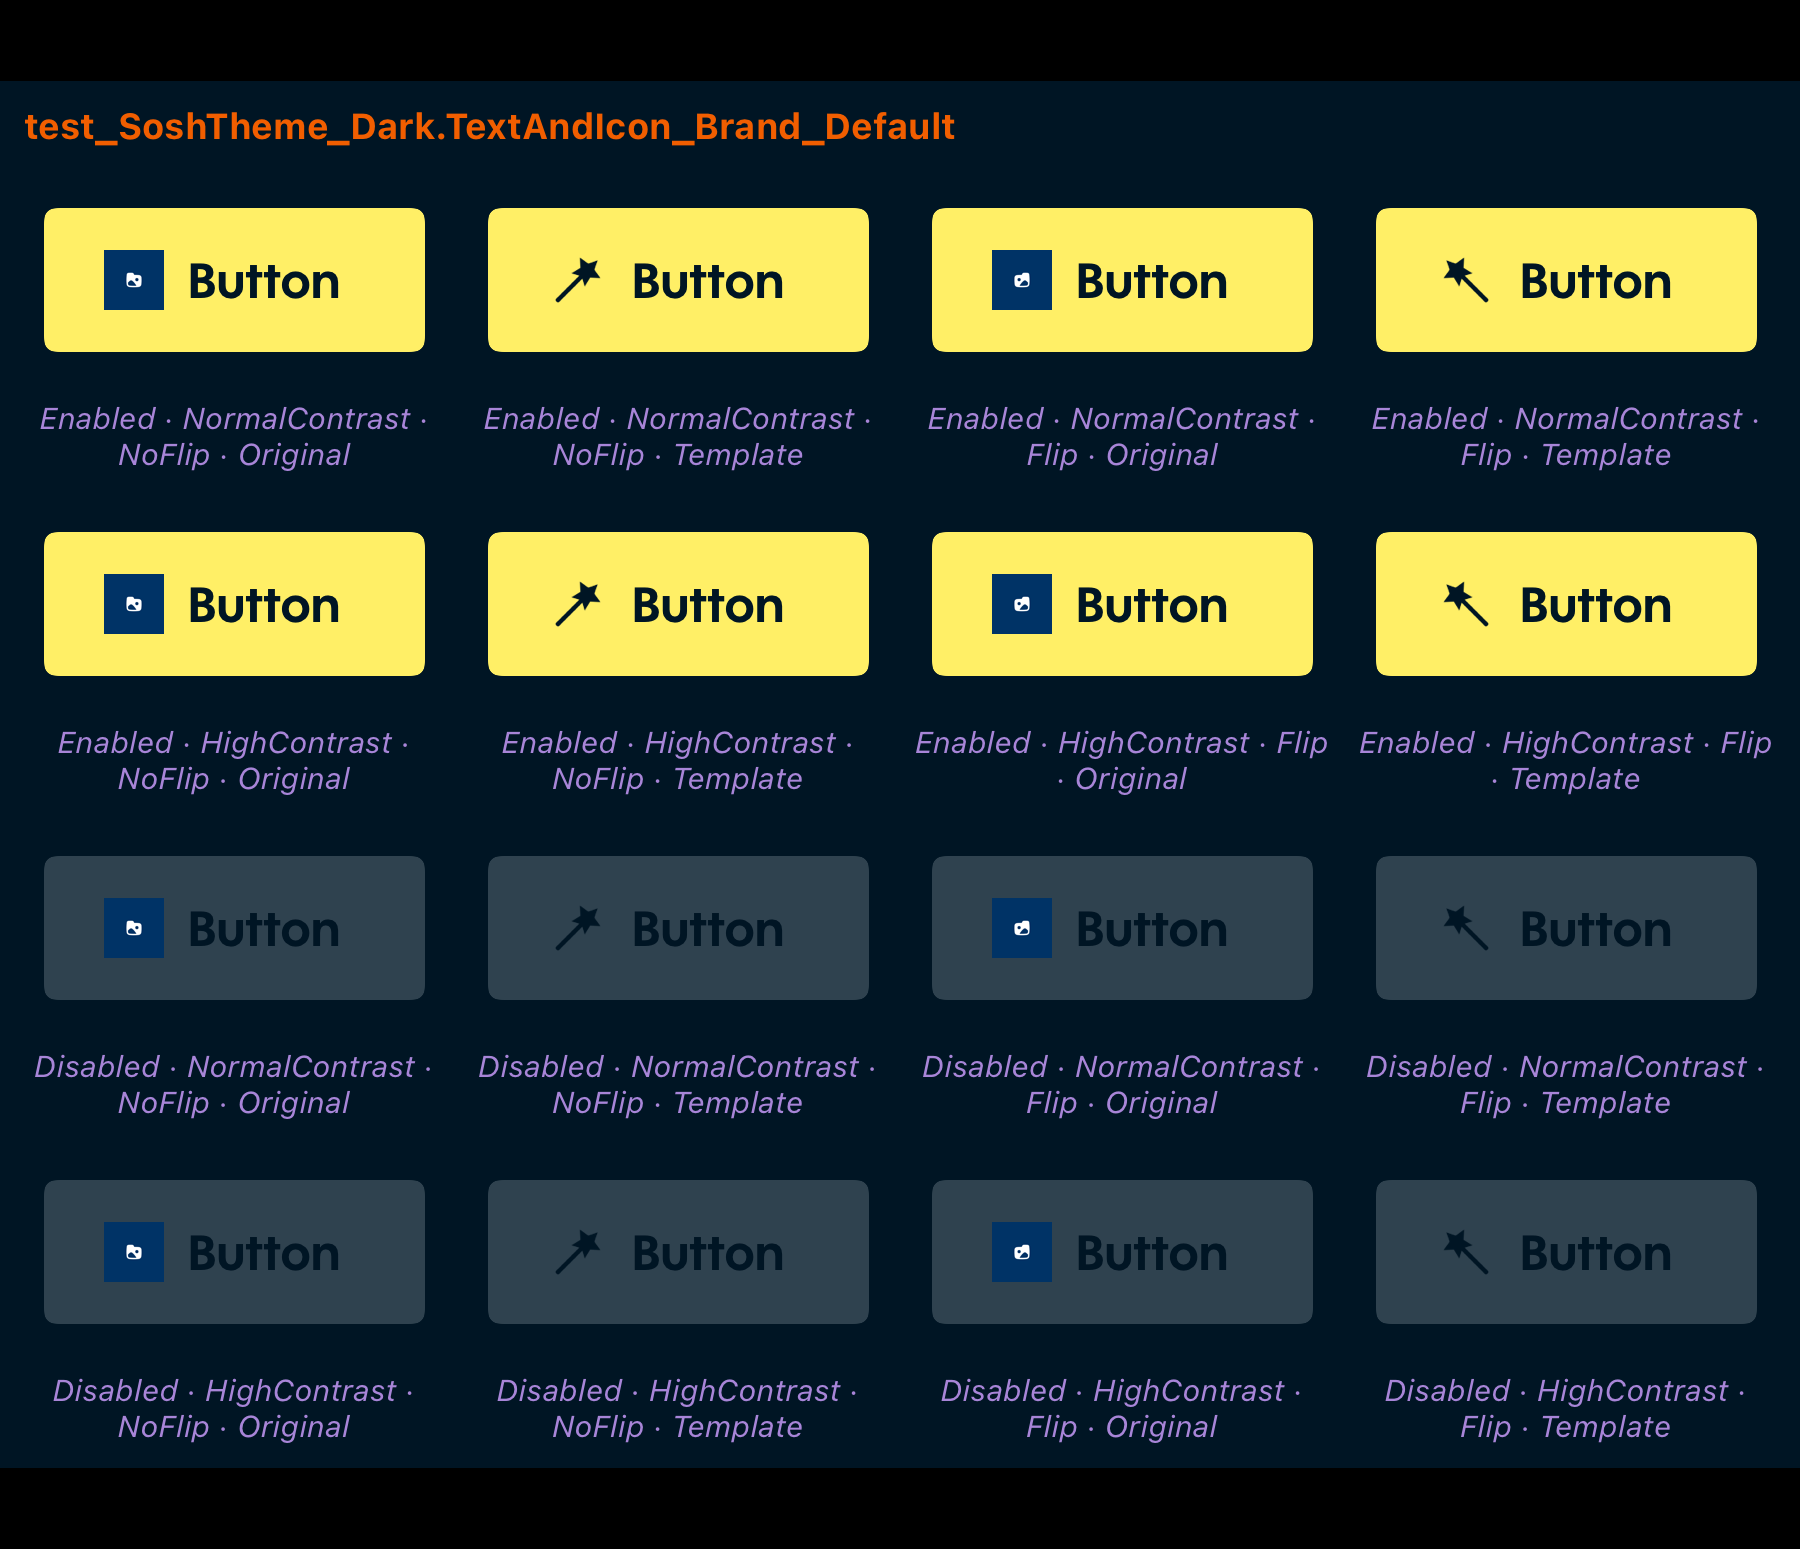 test_SoshTheme_Dark.TextAndIcon_Brand_Default
Button Button Button Button
Enabled · NormalContrast · Enabled · NormalContrast · Enabled · NormalContrast · Enabled · NormalContrast ·
NoFlip · Original NoFlip · Template Flip · Original Flip · Template
Button Button Button Button
Enabled · HighContrast · Enabled · HighContrast · Enabled · HighContrast · Flip Enabled · HighContrast · Flip
NoFlip · Original NoFlip · Template · Original · Template
Button Button Button Button
Disabled · NormalContrast · Disabled · NormalContrast · Disabled · NormalContrast · Disabled · NormalContrast ·
NoFlip · Original NoFlip · Template Flip · Original Flip · Template
Button Button Button Button
Disabled · HighContrast · Disabled · HighContrast · Disabled · HighContrast · Disabled · HighContrast ·
NoFlip · Original NoFlip · Template Flip · Original Flip · Template